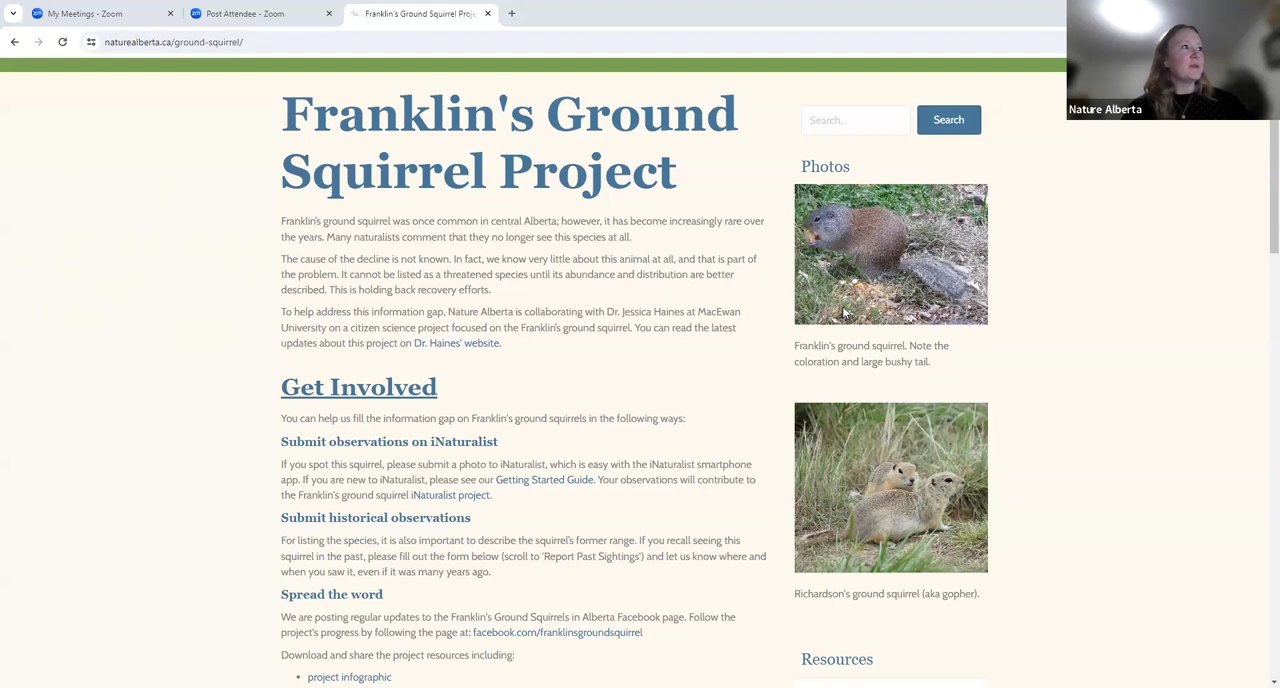 My Meetings - Zoom
Post Attendee - Zoom
Franklin's Ground Squirrel Proje
naturealberta.ca/ground-squirrel/
Nature Alberta
Franklin's Ground
Squirrel Project
Franklin's ground squirrel was once common in central Alberta; however, it has become increasingly rare over
the years. Many naturalists comment that they no longer see this species at all.
The cause of the decline is not known. In fact, we know very little about this animal at all, and that is part of
the problem. It cannot be listed as a threatened species until its abundance and distribution are better
described. This is holding back recovery efforts.
To help address this information gap, Nature Alberta is collaborating with Dr. Jessica Haines at MacEwan
University on a citizen science project focused on the Franklin's ground squirrel. You can read the latest
updates about this project on Dr. Haines' website.
Get Involved
You can help us fill the information gap on Franklin's ground squirrels in the following ways:
Submit observations on iNaturalist
If you spot this squirrel, please submit a photo to iNaturalist, which is easy with the iNaturalist smartphone
app. If you are new to iNaturalist, please see our Getting Started Guide. Your observations will contribute to
the Franklin's ground squirrel iNaturalist project.
Submit historical observations
For listing the species, it is also important to describe the squirrel's former range. If you recall seeing this
squirrel in the past, please fill out the form below (scroll to 'Report Past Sightings') and let us know where and
when you saw it, even if it was many years ago.
Spread the word
We are posting regular updates to the Franklin's Ground Squirrels in Alberta Facebook page. Follow the
project's progress by following the page at: facebook.com/franklinsgroundsquirrel
Download and share the project resources including:
• project infographic
Search...
Search
Photos
Franklin's ground squirrel. Note the
coloration and large bushy tail.
Richardson's ground squirrel (aka gopher).
Resources